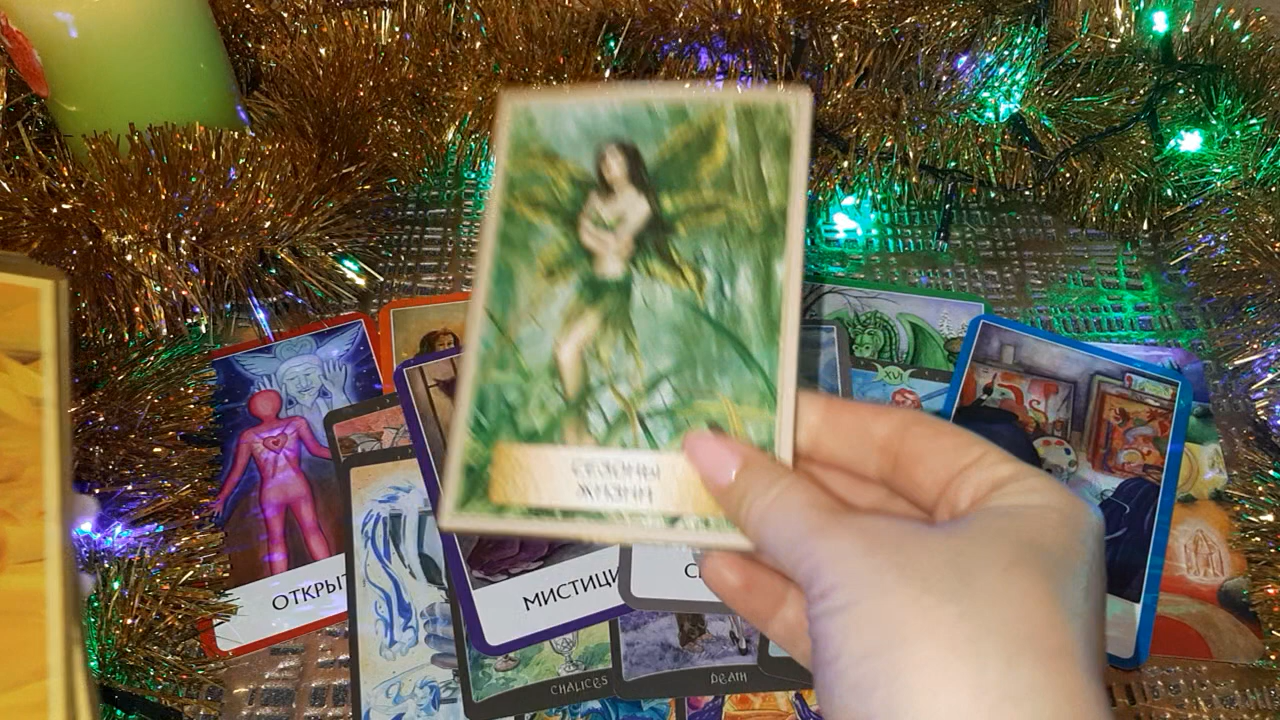 СЕЗОНЫ
ЖИЗНИ
XVI
ОТКРЫТ
МИСТИЦИ
С
CHALICES
DEATH